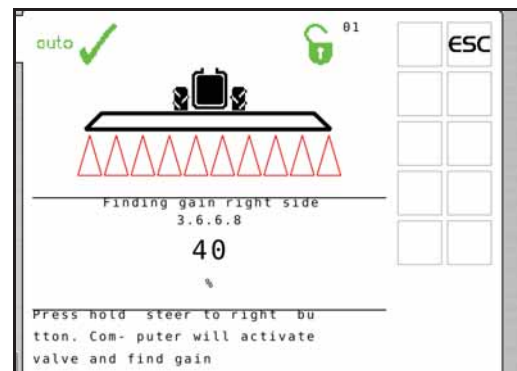 auto
01
ESC
Finding gain right side
3.6.6.8
40
%
Press hold steer to right bu
tton. Com- puter will activate
valve and find gain